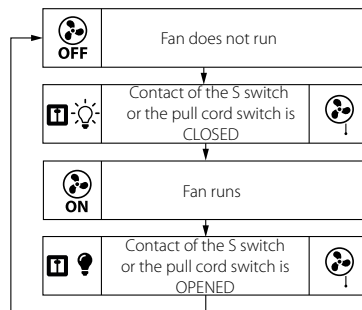 OFF
Fan does not run
Contact of the S switch
or the pull cord switch is
CLOSED
ON
Fan runs
Contact of the S switch
or the pull cord switch is
OPENED